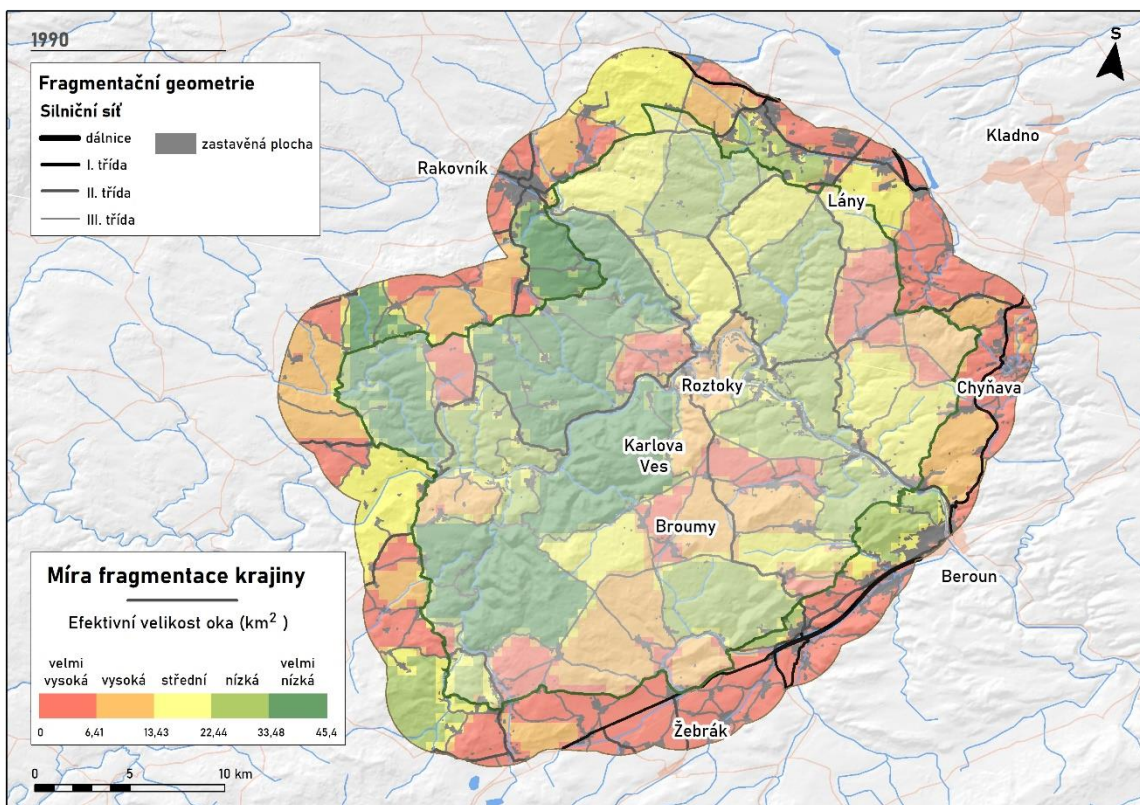 1990
Fragmentační geometrie
Silniční síť
dálnice
zastavěná plocha
I. třída
II. třída
III. třída
S
Kladno
Rakovník
Lány
Roztoky
Chyňava
Karlova
Ves
Broumy
Beroun
Žebrák
Míra fragmentace krajiny
Efektivní velikost oka (km²)
velmi vysoká
vysoká
střední
nízká
velmi nízká
0 6,41 13,43 22,44 33,48 45,4
0 5 10 km